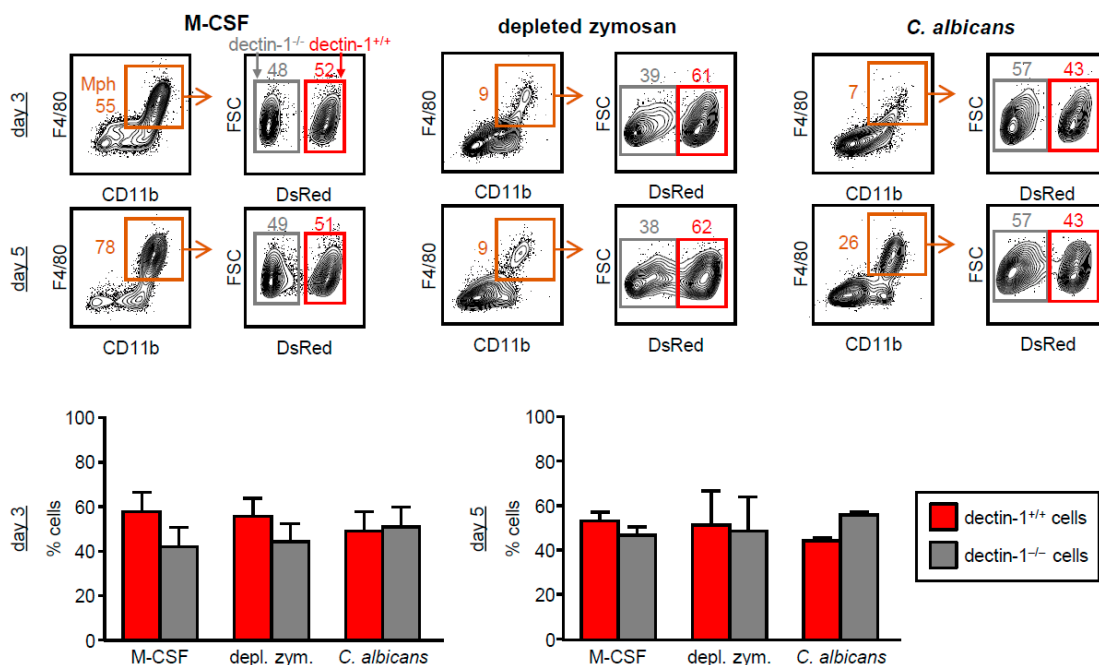 M-CSF depleted zymosan C. albicans
dectin-1⁻/⁻ dectin-1⁺/⁺
day 3
Mph
55
F4/80
CD11b
48 52
FSC
DsRed
9
F4/80
CD11b
39 61
FSC
DsRed
7
F4/80
CD11b
57 43
FSC
DsRed
day 5
78
F4/80
CD11b
49 51
FSC
DsRed
9
F4/80
CD11b
38 62
FSC
DsRed
26
F4/80
CD11b
57 43
FSC
DsRed
day 3
% cells
100
80
60
40
20
0
M-CSF depl. zym. C. albicans
day 5
% cells
100
80
60
40
20
0
M-CSF depl. zym. C. albicans
dectin-1⁺/⁺ cells
dectin-1⁻/⁻ cells